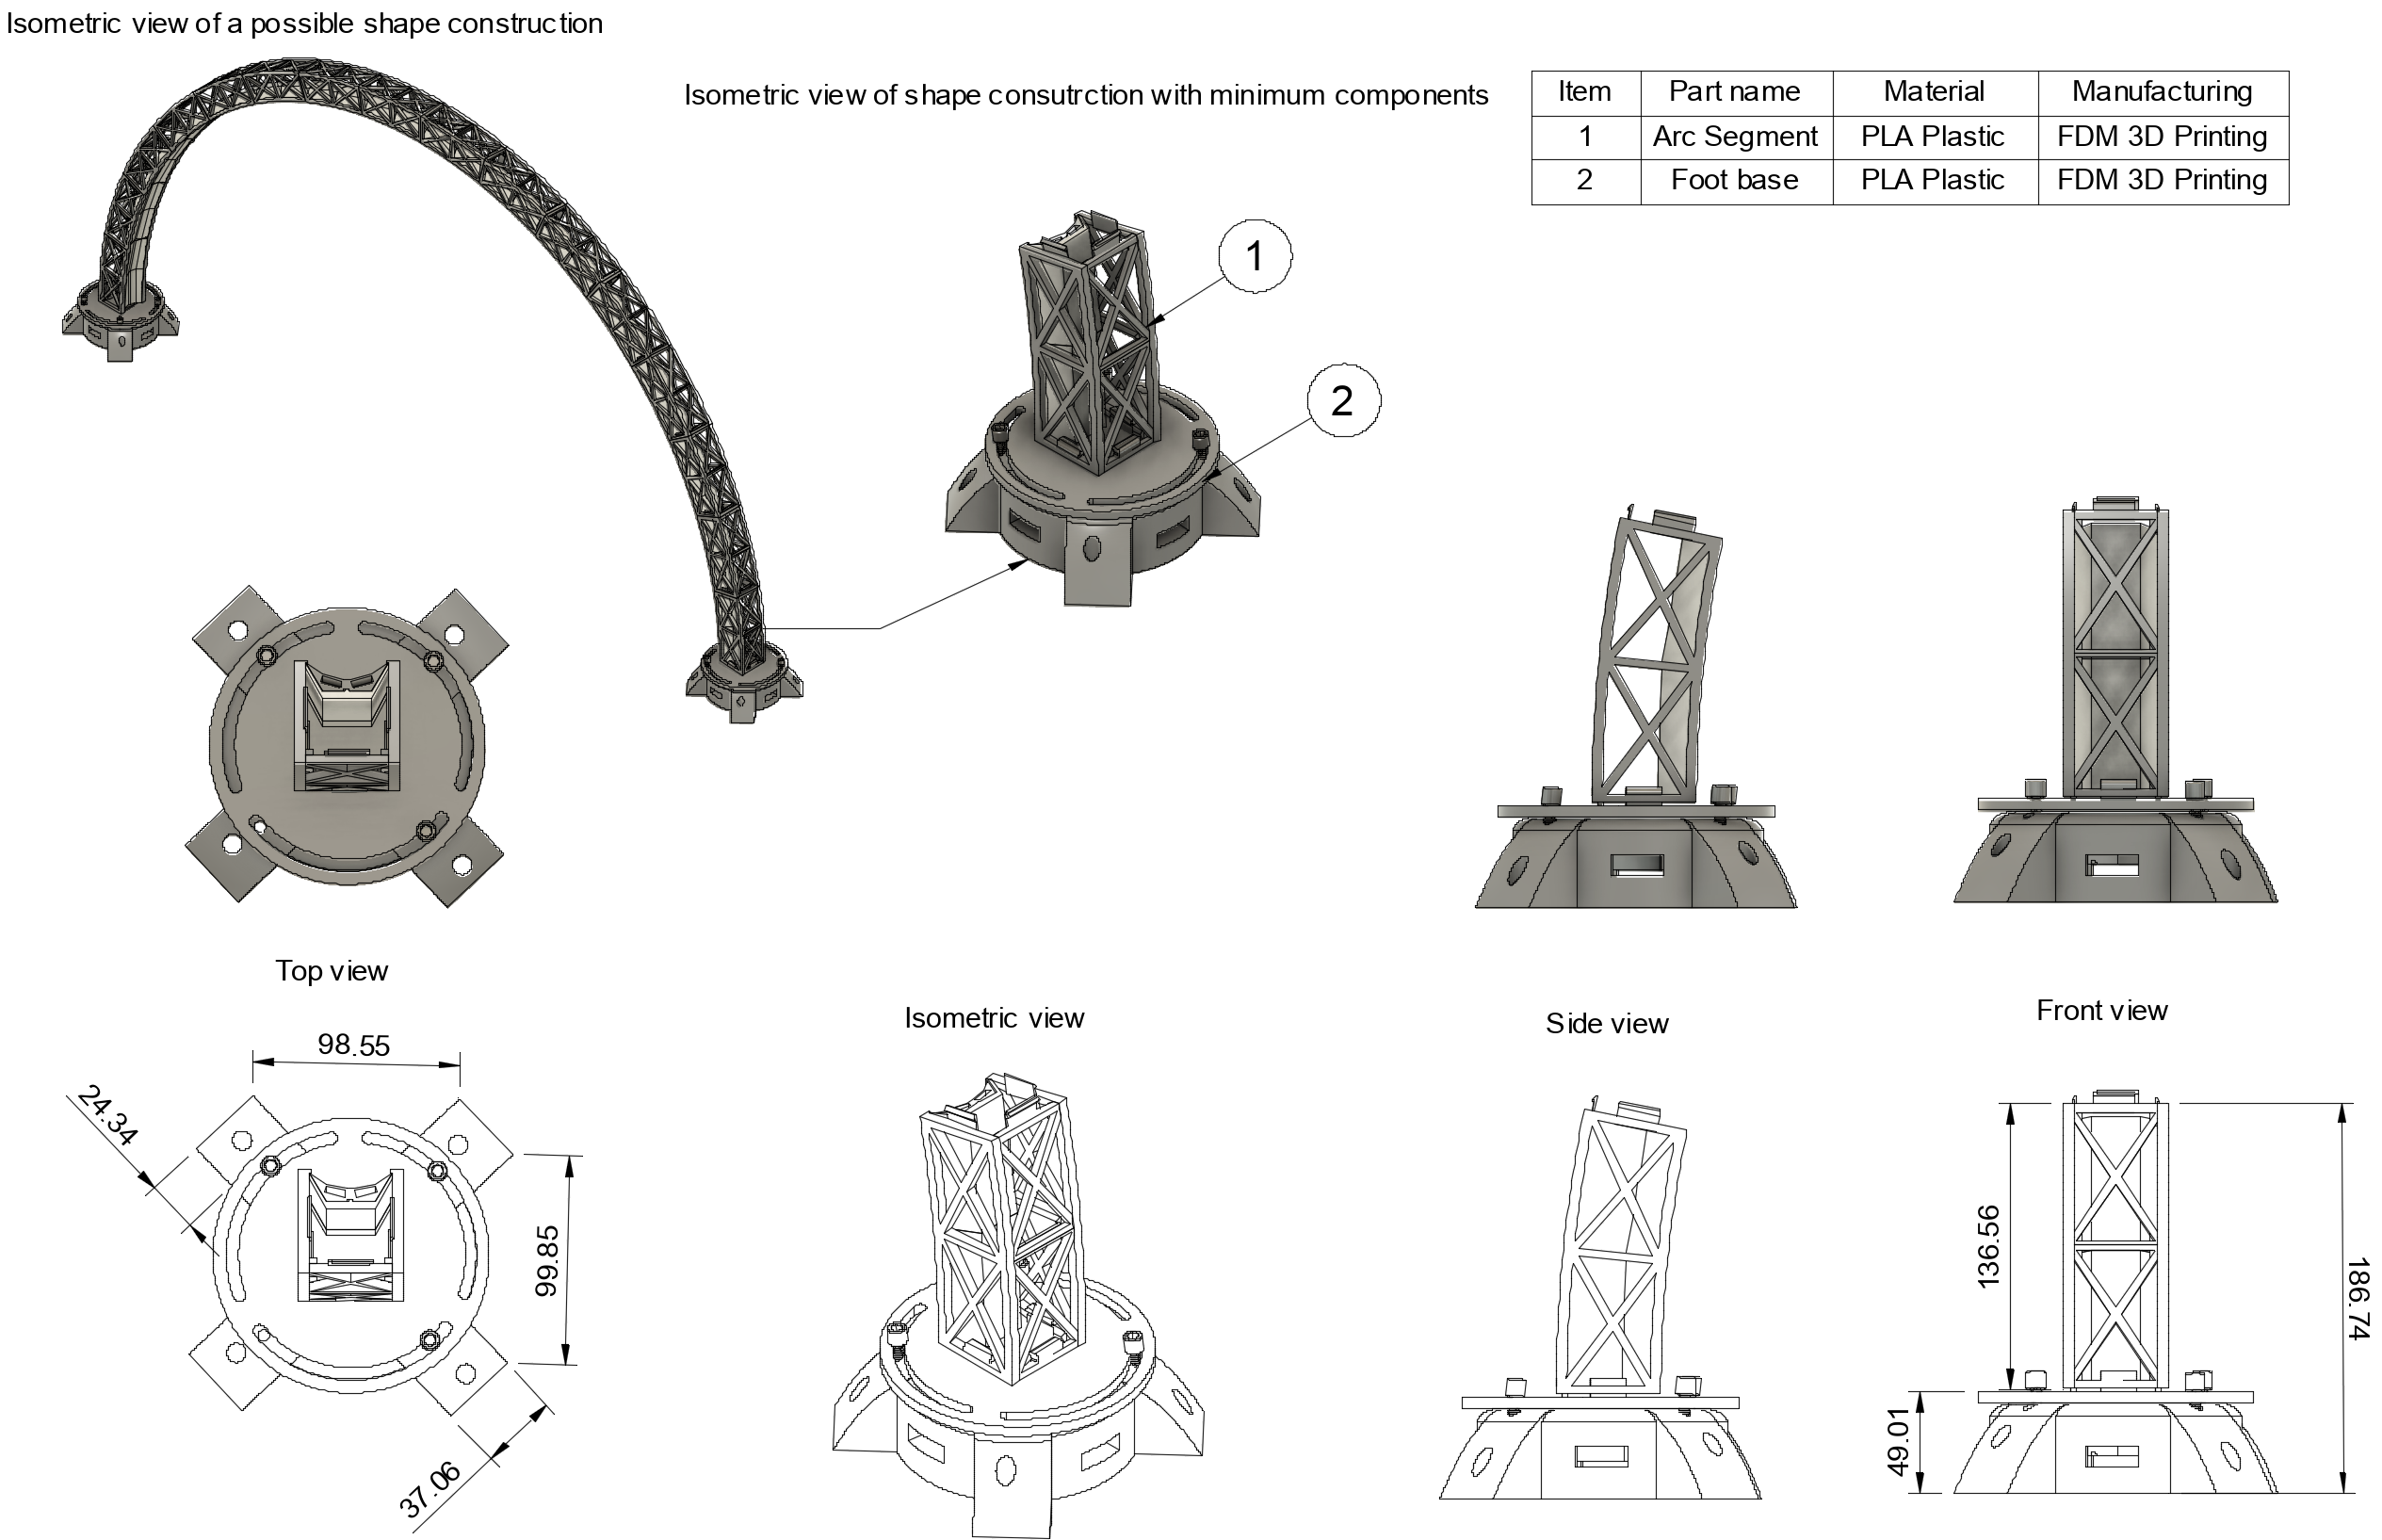 Isometric view of a possible shape construction
Isometric view of shape consutrction with minimum components
Item Part name Material Manufacturing
1 Arc Segment PLA Plastic FDM 3D Printing
2 Foot base PLA Plastic FDM 3D Printing
1
2
Top view
Isometric view
Side view
Front view
98.55
24.34
99.85
37.06
136.56
186.74
49.01